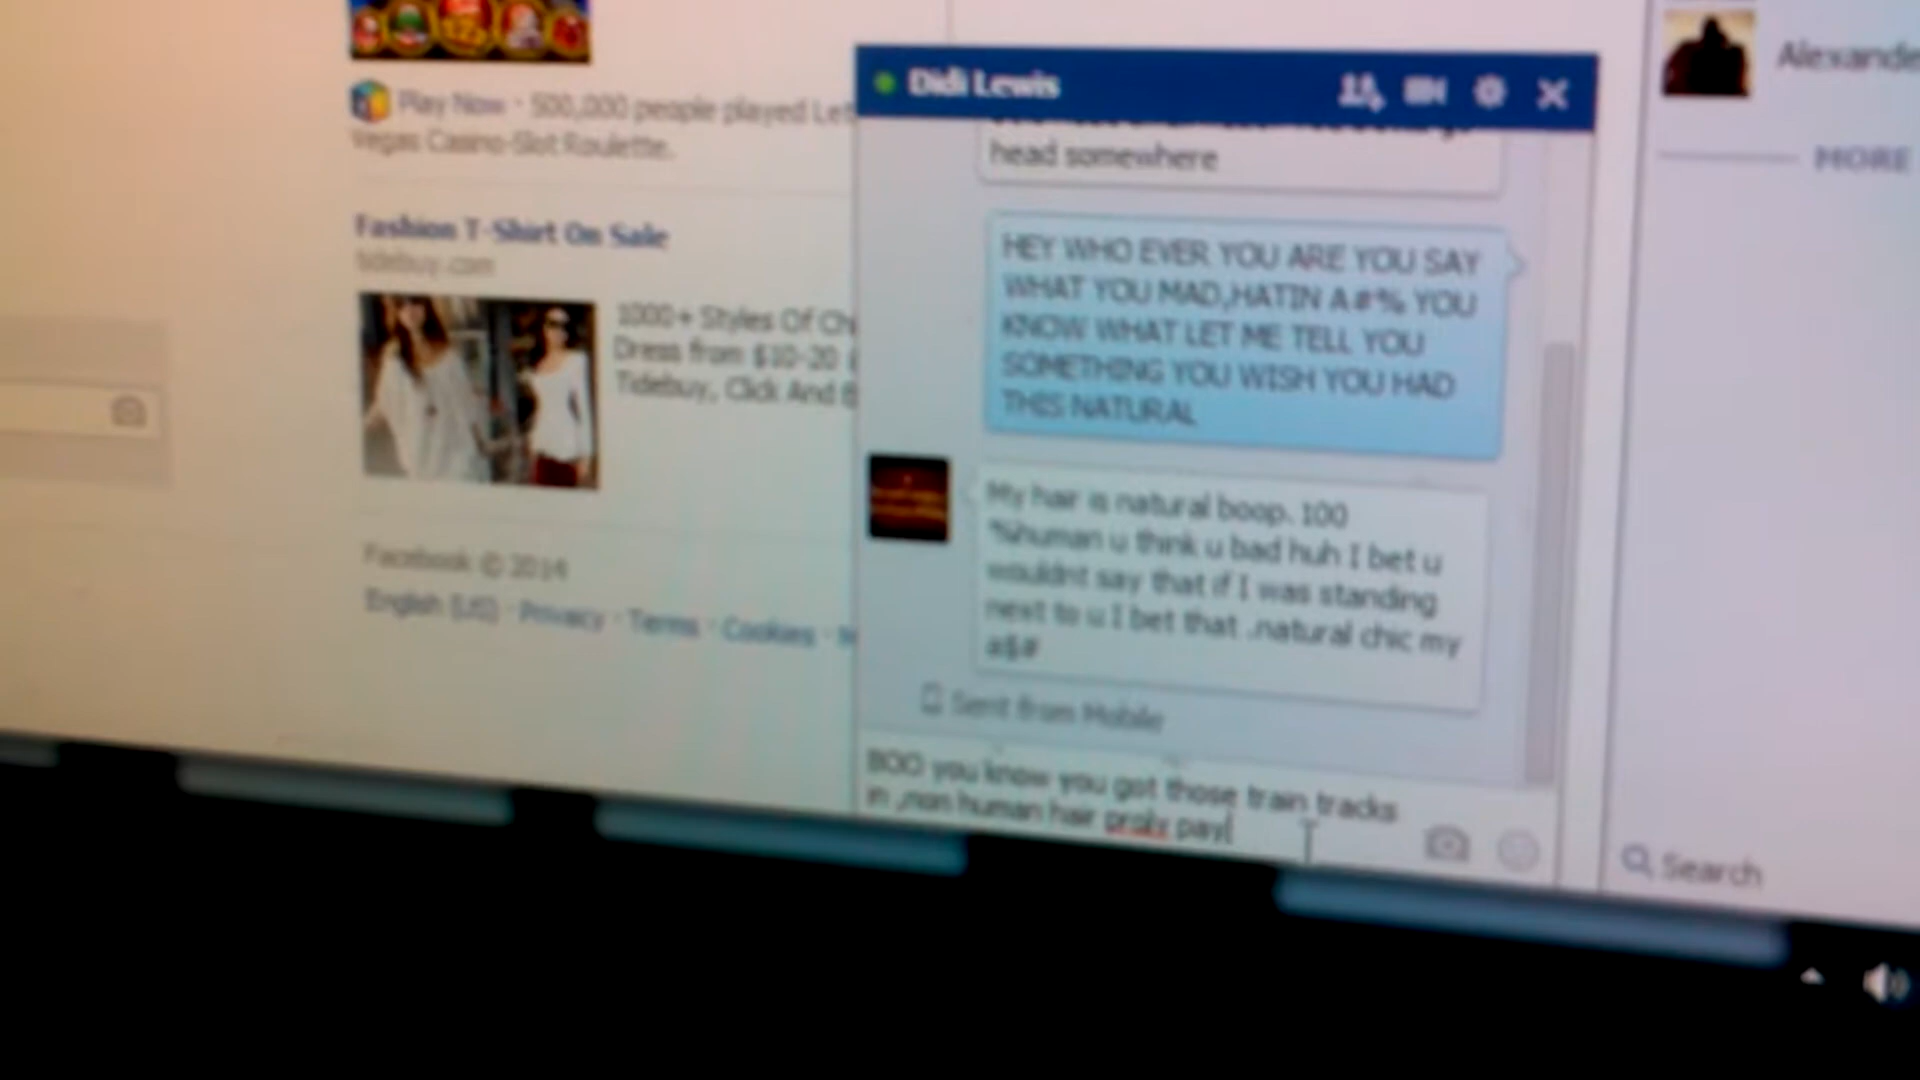 Play Now · 500,000 people played Let
Vegas Casino-Slot Roulette.
Fashion T-Shirt On Sale
tidebuy.com
1000+ Styles Of Ch
Dress from $10-20
Tidebuy, Click And B
Facebook © 2014
English (US) · Privacy · Terms · Cookies ·
Didi Lewis
head somewhere
HEY WHO EVER YOU ARE YOU SAY
WHAT YOU MAD,HATIN A#% YOU
KNOW WHAT LET ME TELL YOU
SOMETHING YOU WISH YOU HAD
THIS NATURAL
My hair is natural boop. 100
%human u think u bad huh I bet u
wouldnt say that if I was standing
next to u I bet that .natural chic my
a$#
Sent from Mobile
BOO you know you got those train tracks
in ,non human hair proly pay
Alexande
MORE
Search